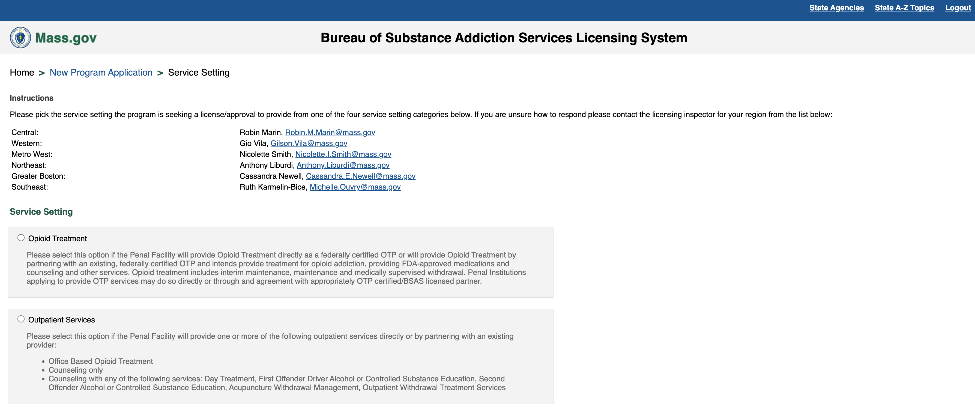 State Agencies State A-Z Topics Logout
Mass.gov
Bureau of Substance Addiction Services Licensing System
Home > New Program Application > Service Setting
Instructions
Please pick the service setting the program is seeking a license/approval to provide from one of the four service setting categories below. If you are unsure how to respond please contact the licensing inspector for your region from the list below:
Central: Robin Marin, Robin.M.Marin@mass.gov
Western: Gio Vila, Gilson.Vila@mass.gov
Metro West: Nicolette Smith, Nicolette.I.Smith@mass.gov
Northeast: Anthony Liburd, Anthony.Liburdi@mass.gov
Greater Boston: Cassandra Newell, Cassandra.E.Newell@mass.gov
Southeast: Ruth Karmelin-Bice, Michelle.Ouvry@mass.gov
Service Setting
Opioid Treatment
Please select this option if the Penal Facility will provide Opioid Treatment directly as a federally certified OTP or will provide Opioid Treatment by
partnering with an existing, federally certified OTP and intends provide treatment for opioid addiction, providing FDA-approved medications and
counseling and other services. Opioid treatment includes interim maintenance, maintenance and medically supervised withdrawal. Penal Institutions
applying to provide OTP services may do so directly or through and agreement with appropriately OTP certified/BSAS licensed partner.
Outpatient Services
Please select this option if the Penal Facility will provide one or more of the following outpatient services directly or by partnering with an existing
provider:
• Office Based Opioid Treatment
• Counseling only
• Counseling with any of the following services: Day Treatment, First Offender Driver Alcohol or Controlled Substance Education, Second
Offender Alcohol or Controlled Substance Education, Acupuncture Withdrawal Management, Outpatient Withdrawal Treatment Services